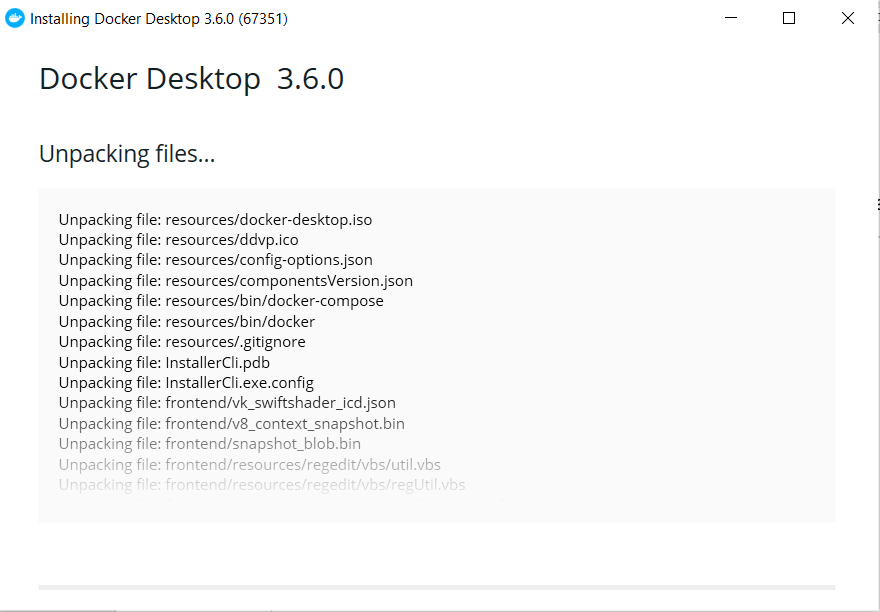 Installing Docker Desktop 3.6.0 (67351)
Docker Desktop 3.6.0
Unpacking files...
Unpacking file: resources/docker-desktop.iso
Unpacking file: resources/ddvp.ico
Unpacking file: resources/config-options.json
Unpacking file: resources/componentsVersion.json
Unpacking file: resources/bin/docker-compose
Unpacking file: resources/bin/docker
Unpacking file: resources/.gitignore
Unpacking file: InstallerCli.pdb
Unpacking file: InstallerCli.exe.config
Unpacking file: frontend/vk_swiftshader_icd.json
Unpacking file: frontend/v8_context_snapshot.bin
Unpacking file: frontend/snapshot_blob.bin
Unpacking file: frontend/resources/regedit/vbs/util.vbs
Unpacking file: frontend/resources/regedit/vbs/regUtil.vbs